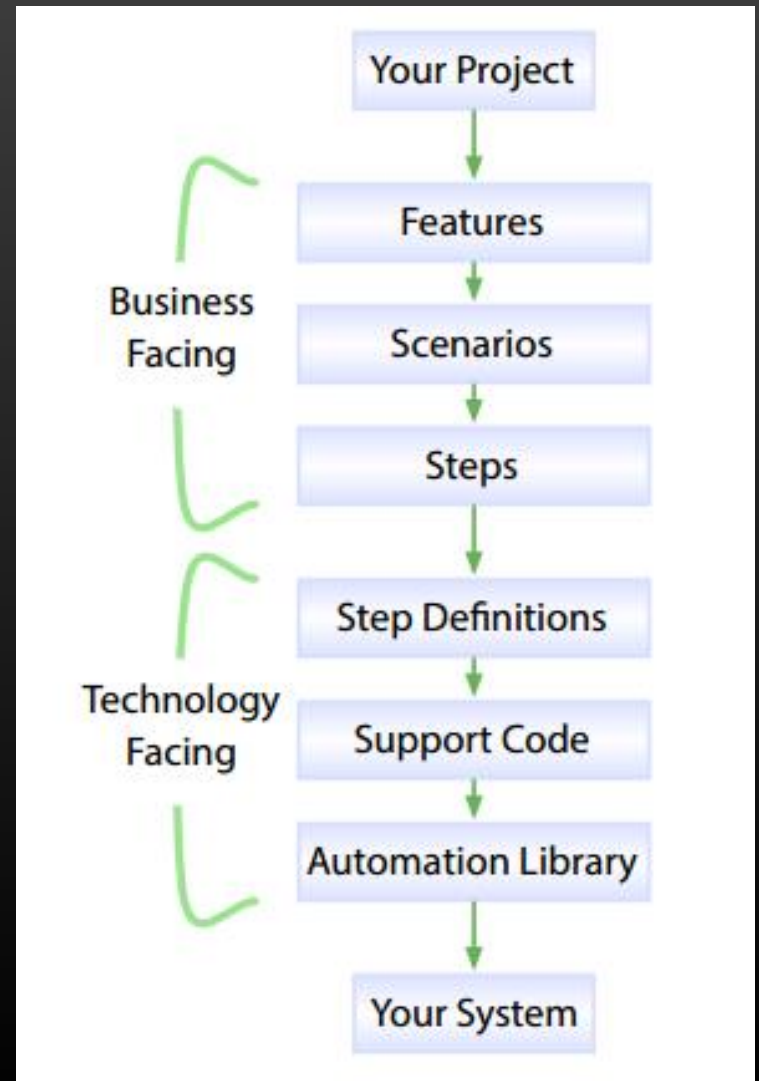 Your Project
Features
Business
Facing
Scenarios
Steps
Step Definitions
Technology
Facing
Support Code
Automation Library
Your System